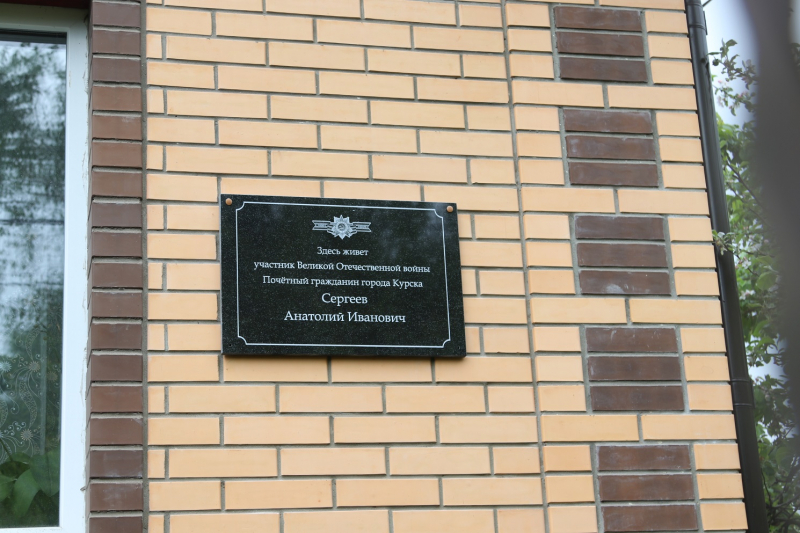 Здесь живет
участник Великой Отечественной войны
Почётный гражданин города Курска
Сергеев
Анатолий Иванович